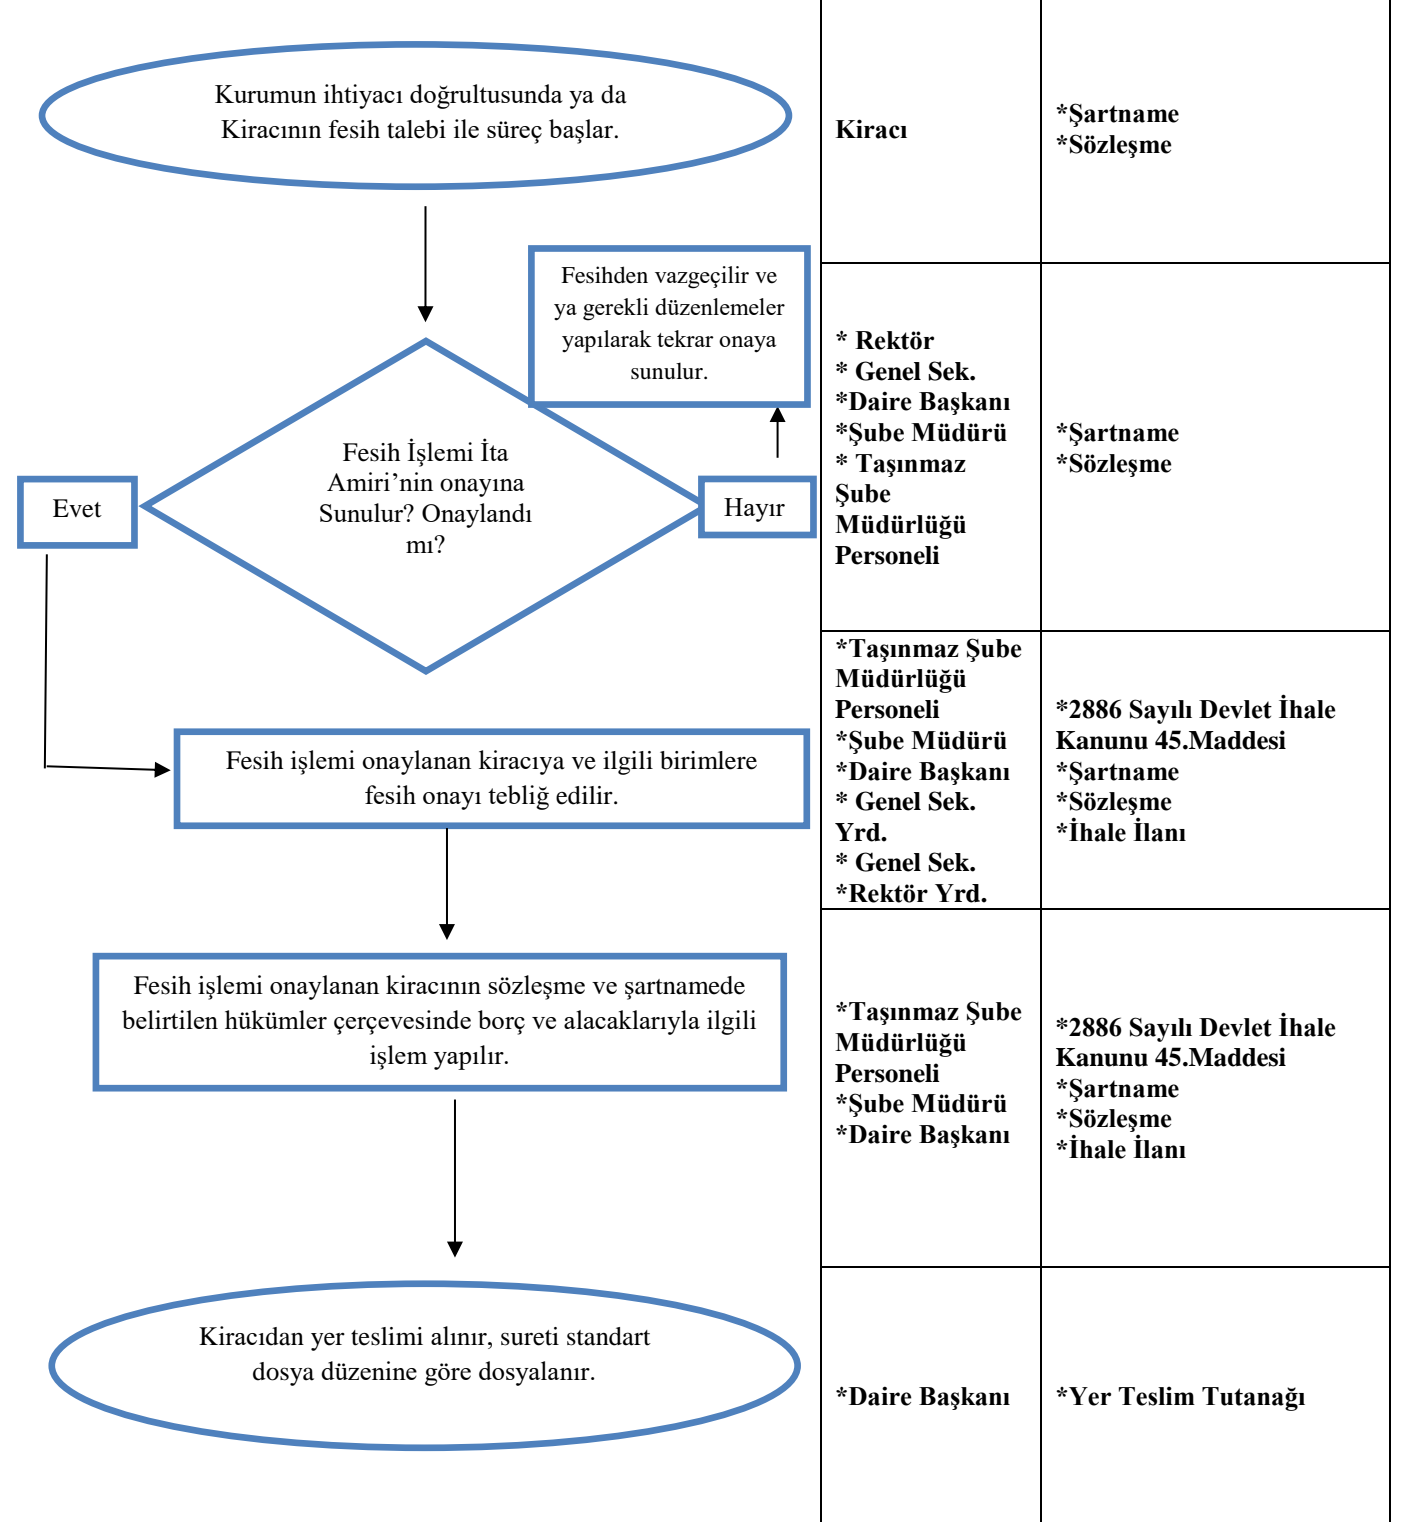 Kurumun ihtiyacı doğrultusunda ya da
Kiracının fesih talebi ile süreç başlar.
Kiracı
*Şartname
*Sözleşme
Fesihden vazgeçilir ve
ya gerekli düzenlemeler
yapılarak tekrar onaya
sunulur.
Fesih İşlemi İta
Amiri’nin onayına
Sunulur? Onaylandı
mı?
Evet
Hayır
* Rektör
* Genel Sek.
*Daire Başkanı
*Şube Müdürü
* Taşınmaz
Şube
Müdürlüğü
Personeli
*Şartname
*Sözleşme
Fesih işlemi onaylanan kiracıya ve ilgili birimlere
fesih onayı tebliğ edilir.
*Taşınmaz Şube
Müdürlüğü
Personeli
*Şube Müdürü
*Daire Başkanı
* Genel Sek.
Yrd.
* Genel Sek.
*Rektör Yrd.
*2886 Sayılı Devlet İhale
Kanunu 45.Maddesi
*Şartname
*Sözleşme
*İhale İlanı
Fesih işlemi onaylanan kiracının sözleşme ve şartnamede
belirtilen hükümler çerçevesinde borç ve alacaklarıyla ilgili
işlem yapılır.
*Taşınmaz Şube
Müdürlüğü
Personeli
*Şube Müdürü
*Daire Başkanı
*2886 Sayılı Devlet İhale
Kanunu 45.Maddesi
*Şartname
*Sözleşme
*İhale İlanı
Kiracıdan yer teslimi alınır, sureti standart
dosya düzenine göre dosyalanır.
*Daire Başkanı
*Yer Teslim Tutanağı